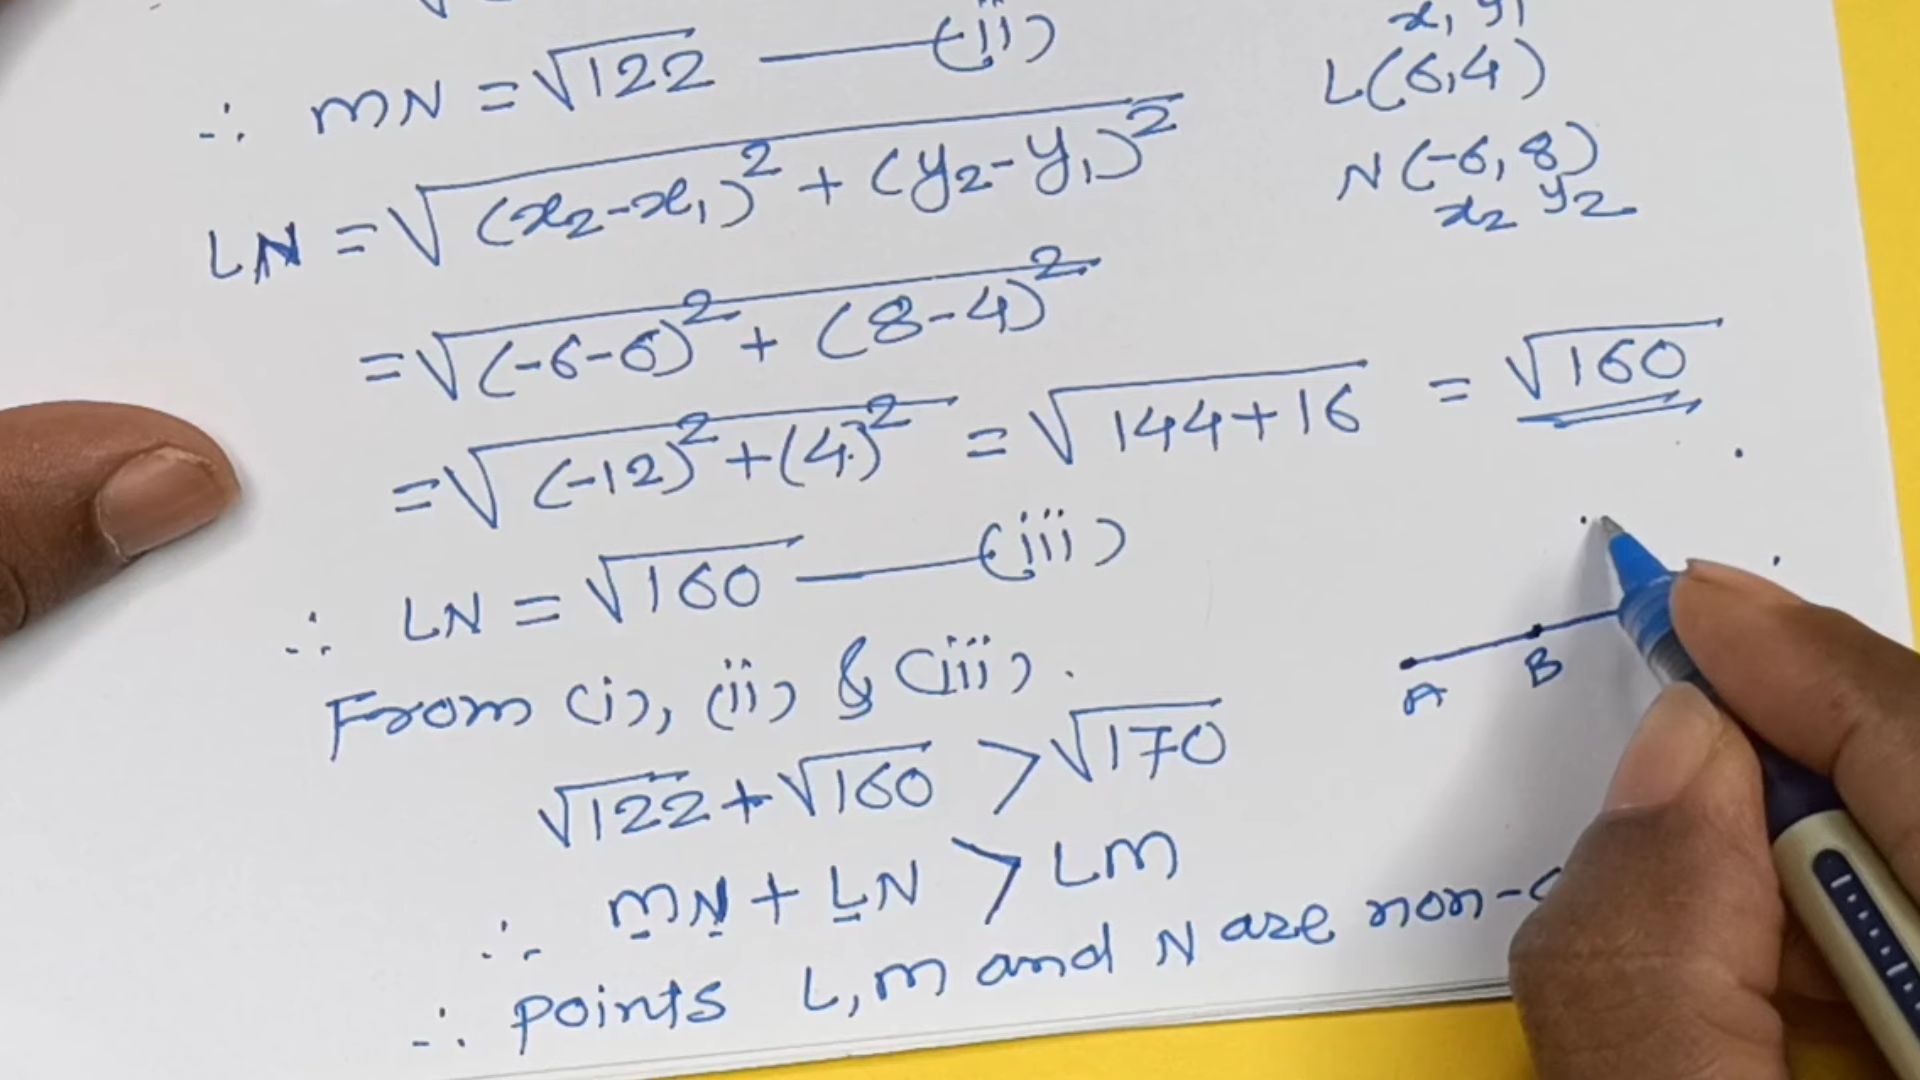 ∴ MN = √122 —— (ii)
x₁ y₁
L(6,4)
N(-6,8)
x₂ y₂
LN = √(x₂-x₁)² + (y₂-y₁)²
= √(-6-6)² + (8-4)²
= √(-12)² + (4)² = √144+16 = √160
∴ LN = √160 —— (iii)
From (i), (ii) & (iii).
A B
√122 + √160 > √170
∴ MN + LN > LM
∴ points L, M and N are non-